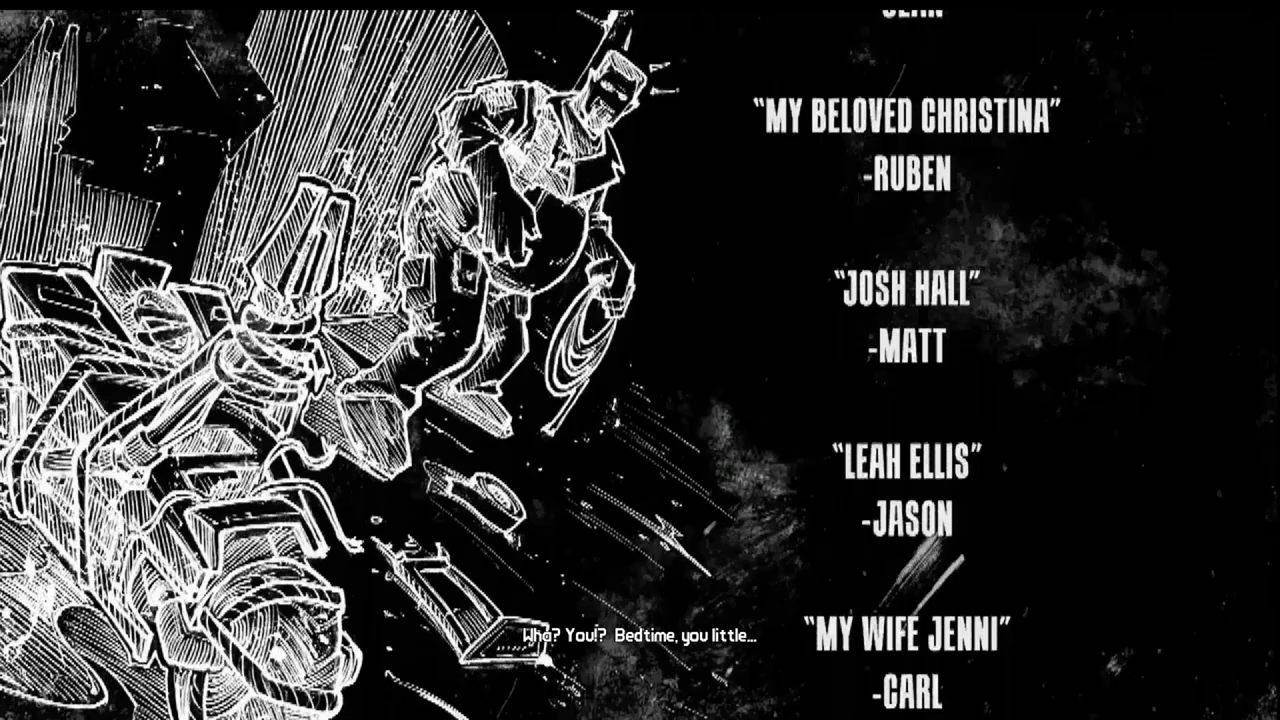 "MY BELOVED CHRISTINA"
-RUBEN
"JOSH HALL"
-MATT
"LEAH ELLIS"
-JASON
"MY WIFE JENNI"
-CARL
Wha? You!? Bedtime, you little...